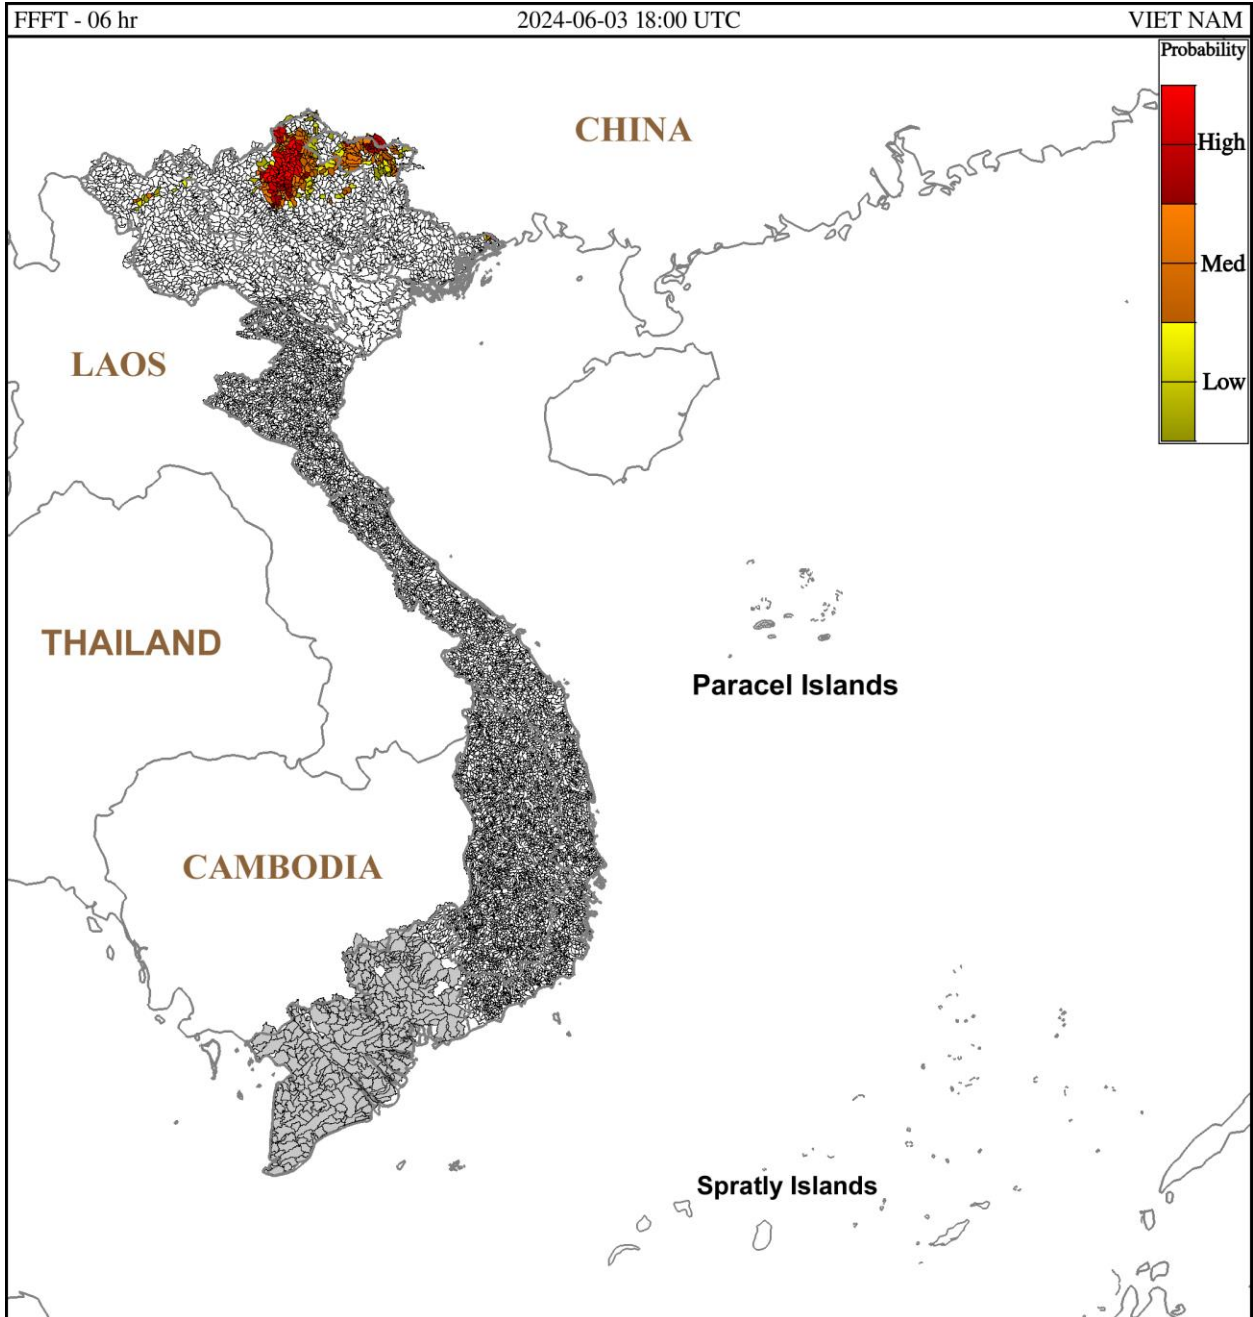 FFFT - 06 hr 2024-06-03 18:00 UTC VIET NAM
Probability
CHINA
High
Med
LAOS
Low
THAILAND
Paracel Islands
CAMBODIA
Spratly Islands